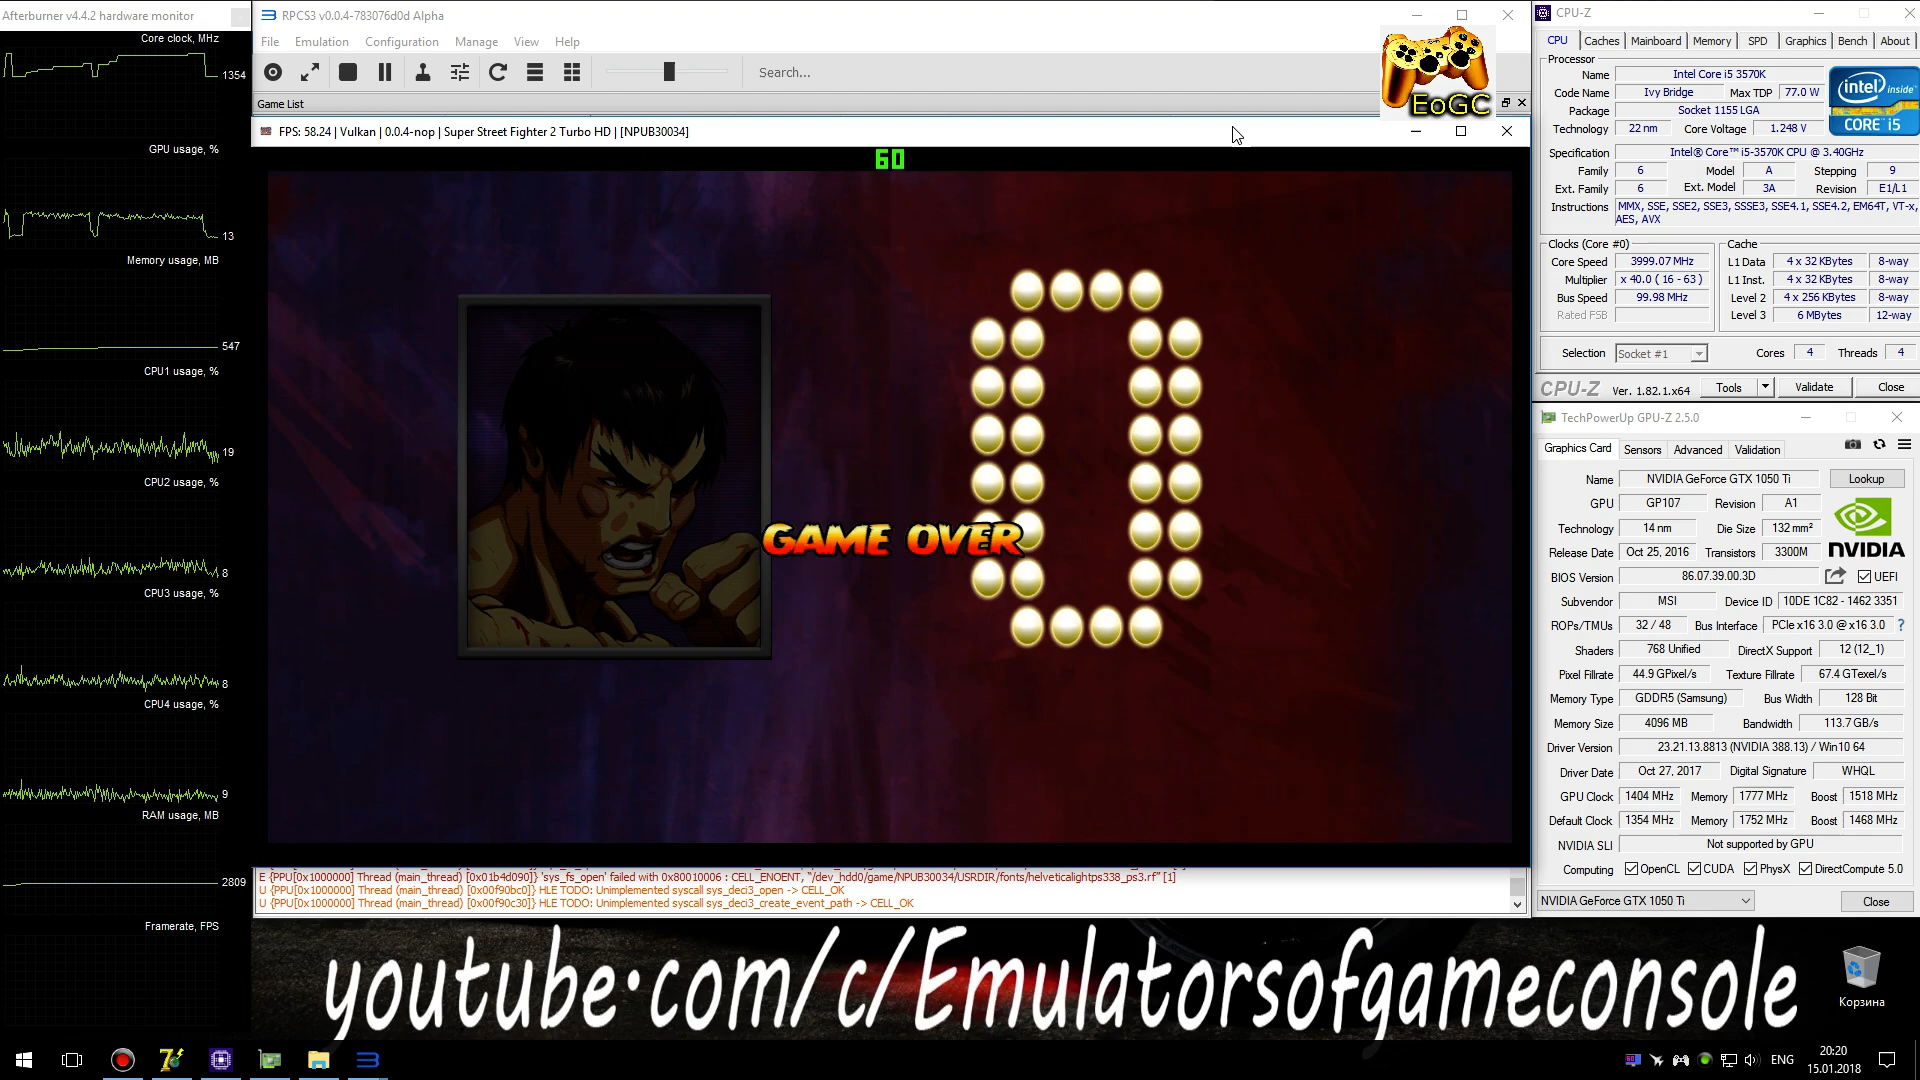 Afterburner v4.4.2 hardware monitor
Core clock, MHz
1354
GPU usage, %
13
Memory usage, MB
547
CPU1 usage, %
19
CPU2 usage, %
8
CPU3 usage, %
8
CPU4 usage, %
9
RAM usage, MB
2809
Framerate, FPS
RPCS3 v0.0.4-783076d0d Alpha
File Emulation Configuration Manage View Help
Search...
EoGC
Game List
FPS: 58.24 | Vulkan | 0.0.4-nop | Super Street Fighter 2 Turbo HD | [NPUB30034]
60
0
GAME OVER
E {PPU[0x1000000] Thread (main_thread) [0x01b4d090]} 'sys_fs_open' failed with 0x80010006 : CELL_ENOENT, “/dev_hdd0/game/NPUB30034/USRDIR/fonts/helveticalightps338_ps3.rf” [1]
U {PPU[0x1000000] Thread (main_thread) [0x00f90bc0]} HLE TODO: Unimplemented syscall sys_deci3_open -> CELL_OK
U {PPU[0x1000000] Thread (main_thread) [0x00f90c30]} HLE TODO: Unimplemented syscall sys_deci3_create_event_path -> CELL_OK
youtube.com/c/Emulatorsofgameconsole
CPU-Z
CPU Caches Mainboard Memory SPD Graphics Bench About
Processor
Name Intel Core i5 3570K
Code Name Ivy Bridge Max TDP 77.0 W
Package Socket 1155 LGA
Technology 22 nm Core Voltage 1.248 V
intel inside™
CORE i5
Specification Intel® Core™ i5-3570K CPU @ 3.40GHz
Family 6 Model A Stepping 9
Ext. Family 6 Ext. Model 3A Revision E1/L1
Instructions MMX, SSE, SSE2, SSE3, SSSE3, SSE4.1, SSE4.2, EM64T, VT-x,
AES, AVX
Clocks (Core #0)
Core Speed 3999.07 MHz
Multiplier x 40.0 ( 16 - 63 )
Bus Speed 99.98 MHz
Rated FSB
Cache
L1 Data 4 x 32 KBytes 8-way
L1 Inst. 4 x 32 KBytes 8-way
Level 2 4 x 256 KBytes 8-way
Level 3 6 MBytes 12-way
Selection Socket #1 Cores 4 Threads 4
CPU-Z Ver. 1.82.1.x64 Tools Validate Close
TechPowerUp GPU-Z 2.5.0
Graphics Card Sensors Advanced Validation
Name NVIDIA GeForce GTX 1050 Ti Lookup
GPU GP107 Revision A1
Technology 14 nm Die Size 132 mm²
Release Date Oct 25, 2016 Transistors 3300M
NVIDIA
BIOS Version 86.07.39.00.3D UEFI
Subvendor MSI Device ID 10DE 1C82 - 1462 3351
ROPs/TMUs 32 / 48 Bus Interface PCIe x16 3.0 @ x16 3.0 ?
Shaders 768 Unified DirectX Support 12 (12_1)
Pixel Fillrate 44.9 GPixel/s Texture Fillrate 67.4 GTexel/s
Memory Type GDDR5 (Samsung) Bus Width 128 Bit
Memory Size 4096 MB Bandwidth 113.7 GB/s
Driver Version 23.21.13.8813 (NVIDIA 388.13) / Win10 64
Driver Date Oct 27, 2017 Digital Signature WHQL
GPU Clock 1404 MHz Memory 1777 MHz Boost 1518 MHz
Default Clock 1354 MHz Memory 1752 MHz Boost 1468 MHz
NVIDIA SLI Not supported by GPU
Computing OpenCL CUDA PhysX DirectCompute 5.0
NVIDIA GeForce GTX 1050 Ti Close
Корзина
ENG
20:20
15.01.2018